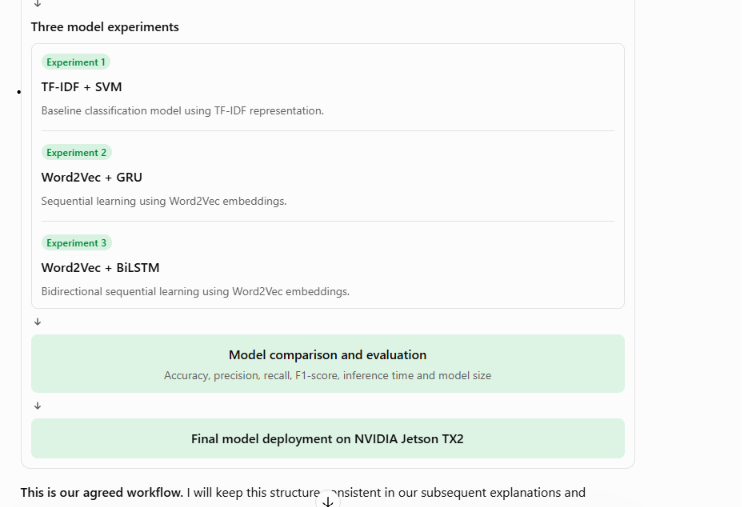 ↓
Three model experiments
Experiment 1
TF-IDF + SVM
Baseline classification model using TF-IDF representation.
Experiment 2
Word2Vec + GRU
Sequential learning using Word2Vec embeddings.
Experiment 3
Word2Vec + BiLSTM
Bidirectional sequential learning using Word2Vec embeddings.
↓
Model comparison and evaluation
Accuracy, precision, recall, F1-score, inference time and model size
↓
Final model deployment on NVIDIA Jetson TX2
This is our agreed workflow. I will keep this structure consistent in our subsequent explanations and